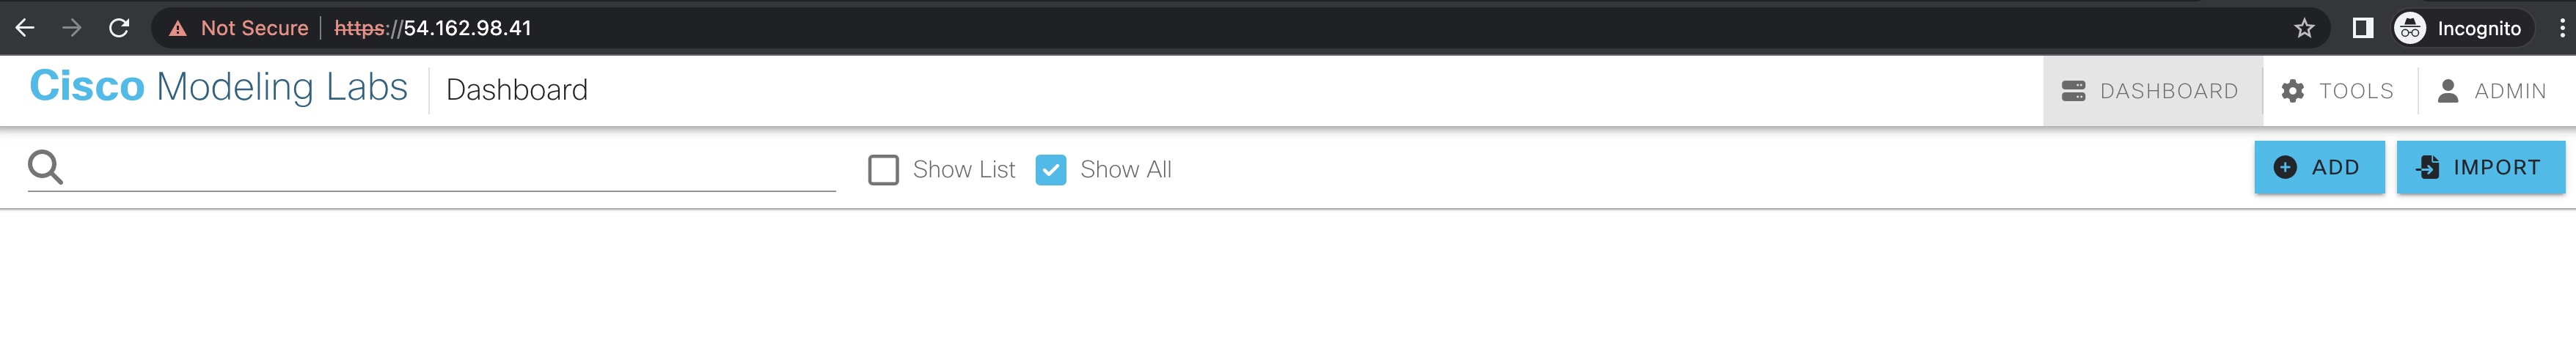 Not Secure https://54.162.98.41 Incognito
Cisco Modeling Labs Dashboard DASHBOARD TOOLS ADMIN
Show List Show All ADD IMPORT